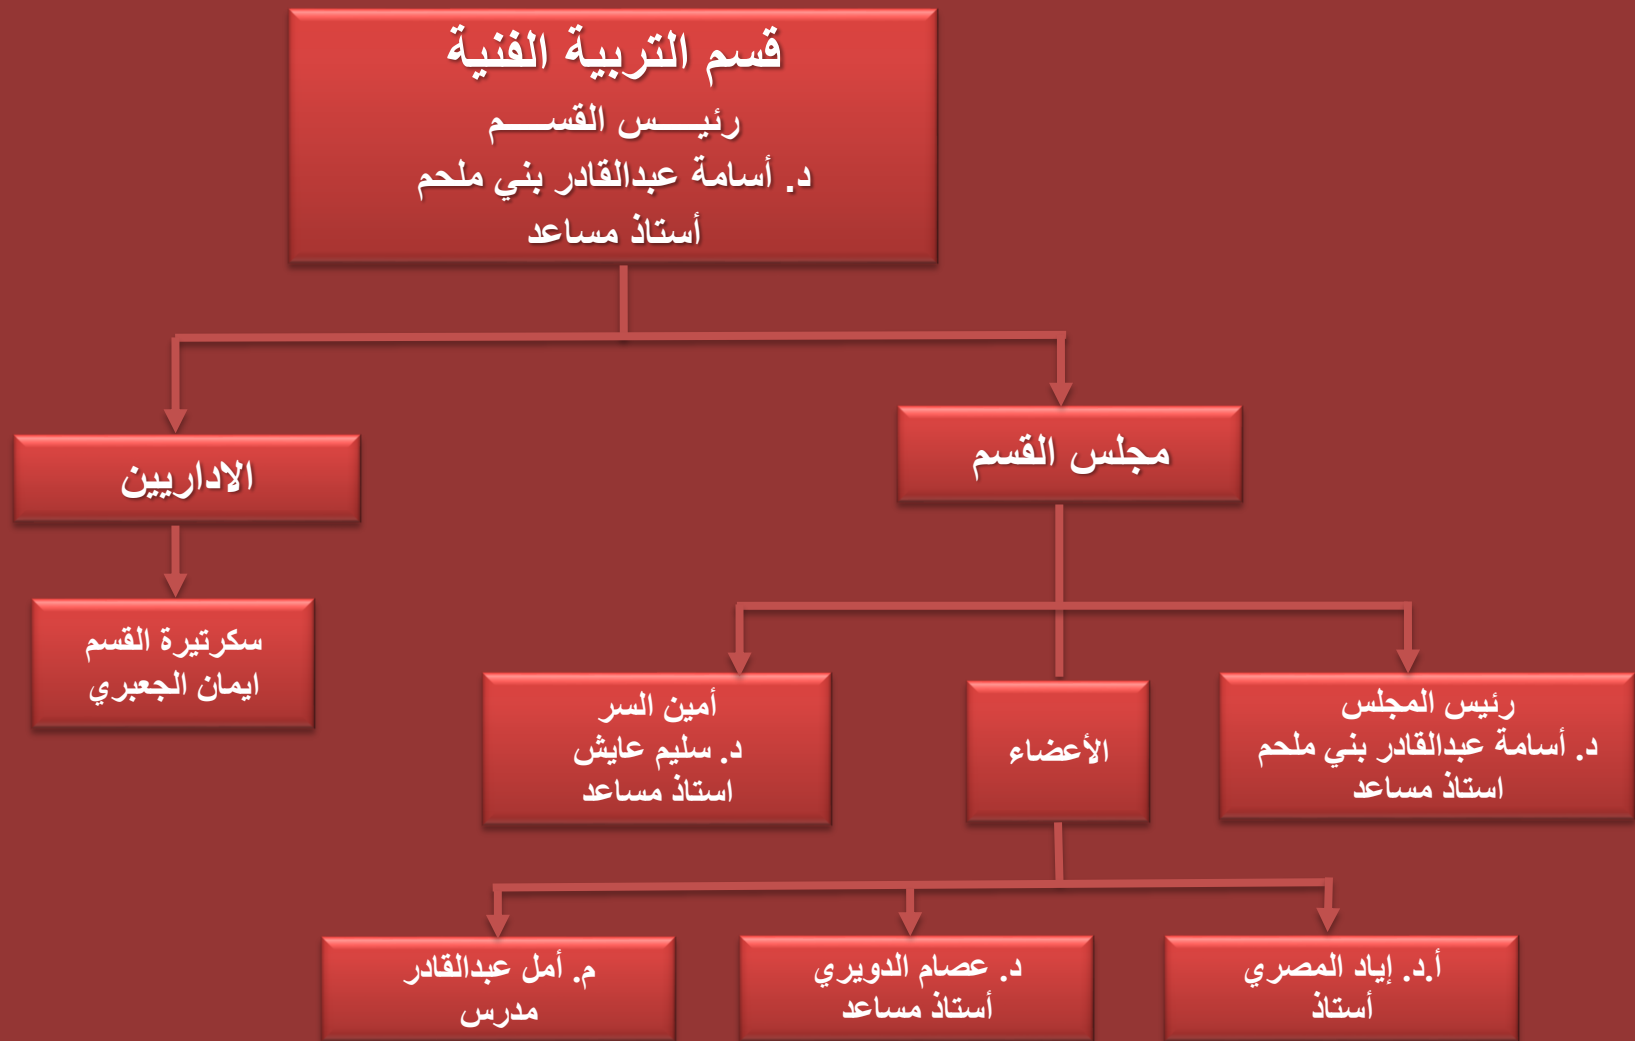 قسم التربية الفنية
رئيـــــس القســـــم
د. أسامة عبدالقادر بني ملحم
أستاذ مساعد
مجلس القسم
الاداريين
سكرتيرة القسم
ايمان الجعبري
رئيس المجلس
د. أسامة عبدالقادر بني ملحم
استاذ مساعد
الأعضاء
أمين السر
د. سليم عايش
استاذ مساعد
أ.د. إياد المصري
أستاذ
د. عصام الدويري
أستاذ مساعد
م. أمل عبدالقادر
مدرس